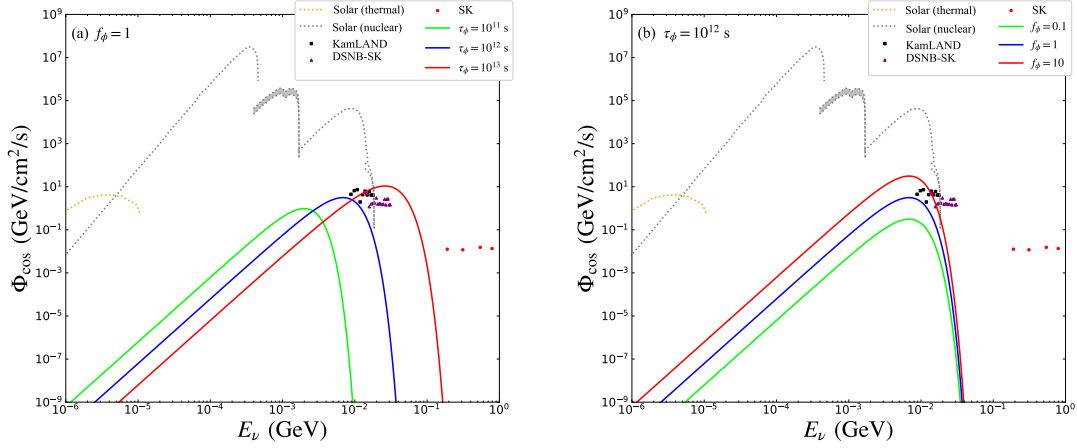 (a) f_ϕ = 1
Solar (thermal)
Solar (nuclear)
KamLAND
DSNB-SK
SK
τ_ϕ = 10^11 s
τ_ϕ = 10^12 s
τ_ϕ = 10^13 s
10^9
10^7
10^5
10^3
10^1
10^-1
10^-3
10^-5
10^-7
10^-9
Φ_cos (GeV/cm^2/s)
10^-6 10^-5 10^-4 10^-3 10^-2 10^-1 10^0
E_ν (GeV)
(b) τ_ϕ = 10^12 s
Solar (thermal)
Solar (nuclear)
KamLAND
DSNB-SK
SK
f_ϕ = 0.1
f_ϕ = 1
f_ϕ = 10
10^9
10^7
10^5
10^3
10^1
10^-1
10^-3
10^-5
10^-7
10^-9
Φ_cos (GeV/cm^2/s)
10^-6 10^-5 10^-4 10^-3 10^-2 10^-1 10^0
E_ν (GeV)